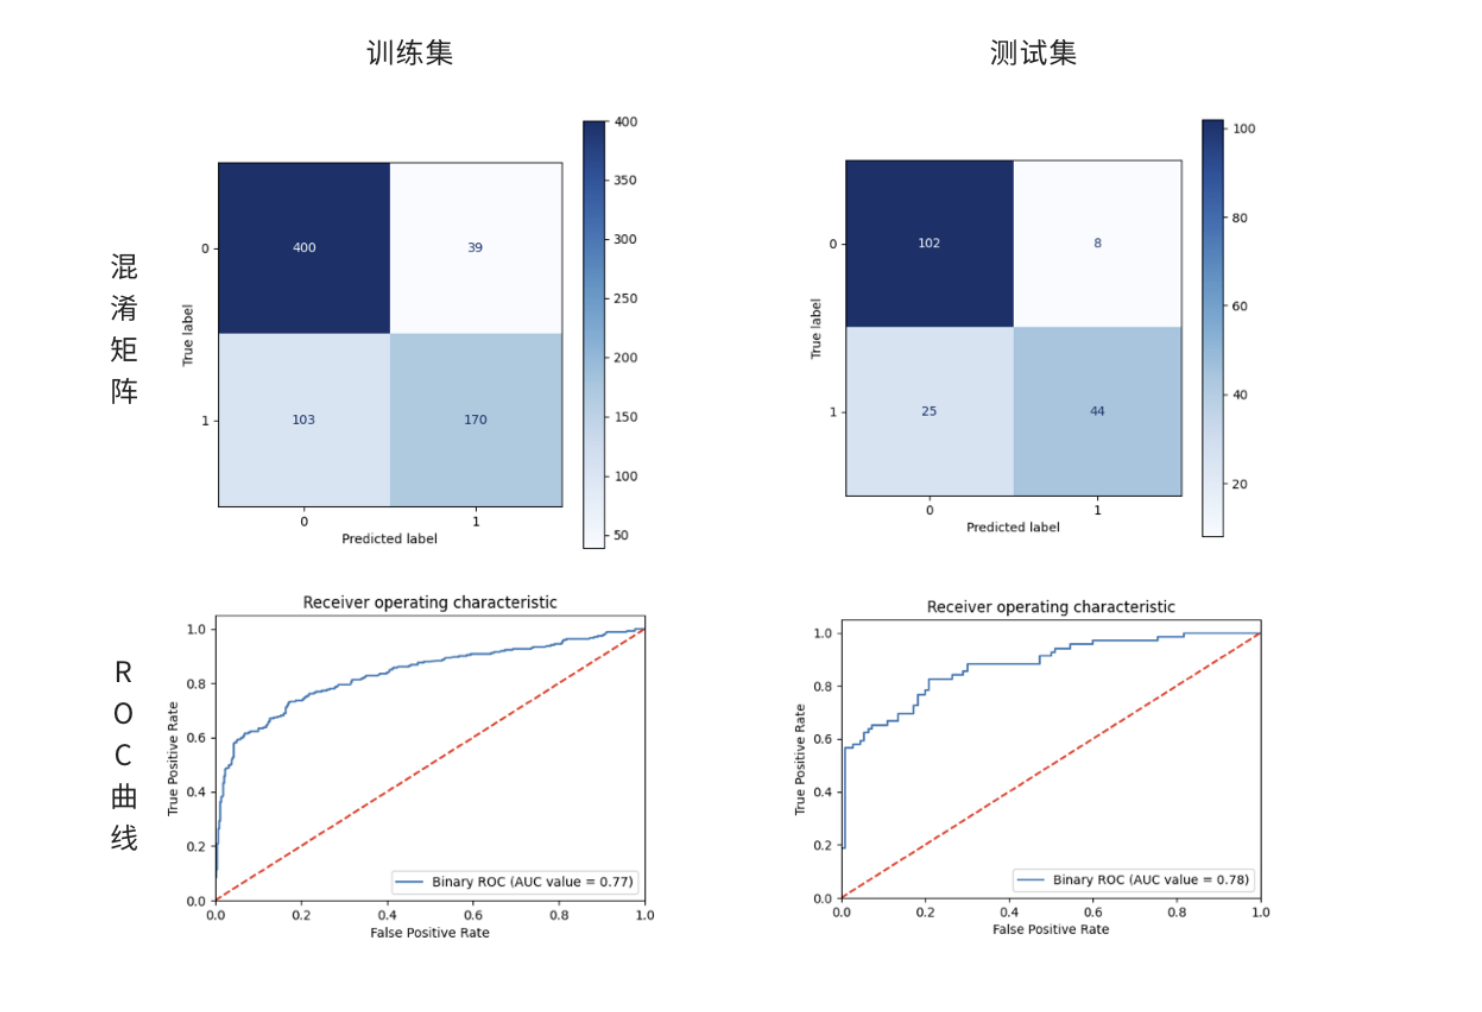 训练集
测试集
混淆矩阵
400
350
300
250
200
150
100
50
0
1
True label
400
39
103
170
0
1
Predicted label
100
80
60
40
20
0
1
True label
102
8
25
44
0
1
Predicted label
ROC曲线
Receiver operating characteristic
1.0
0.8
0.6
0.4
0.2
0.0
True Positive Rate
Binary ROC (AUC value = 0.77)
0.0 0.2 0.4 0.6 0.8 1.0
False Positive Rate
Receiver operating characteristic
1.0
0.8
0.6
0.4
0.2
0.0
True Positive Rate
Binary ROC (AUC value = 0.78)
0.0 0.2 0.4 0.6 0.8 1.0
False Positive Rate